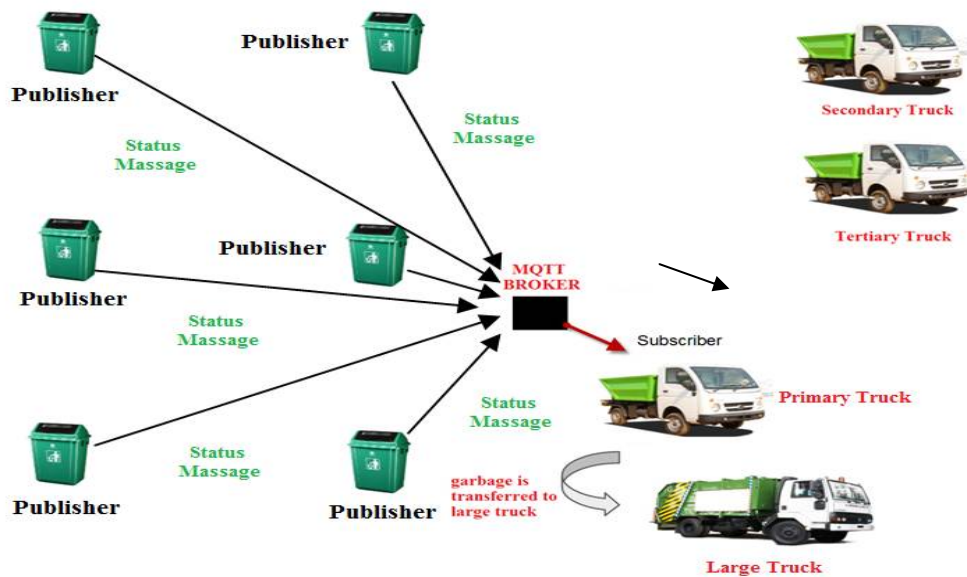 Publisher
Publisher
Status
Massage
Status
Massage
Secondary Truck
Publisher
Publisher
Tertiary Truck
MQTT
BROKER
Status
Massage
Subscriber
Primary Truck
Status
Massage
Status
Massage
Publisher
Publisher
garbage is
transferred to
large truck
Large Truck